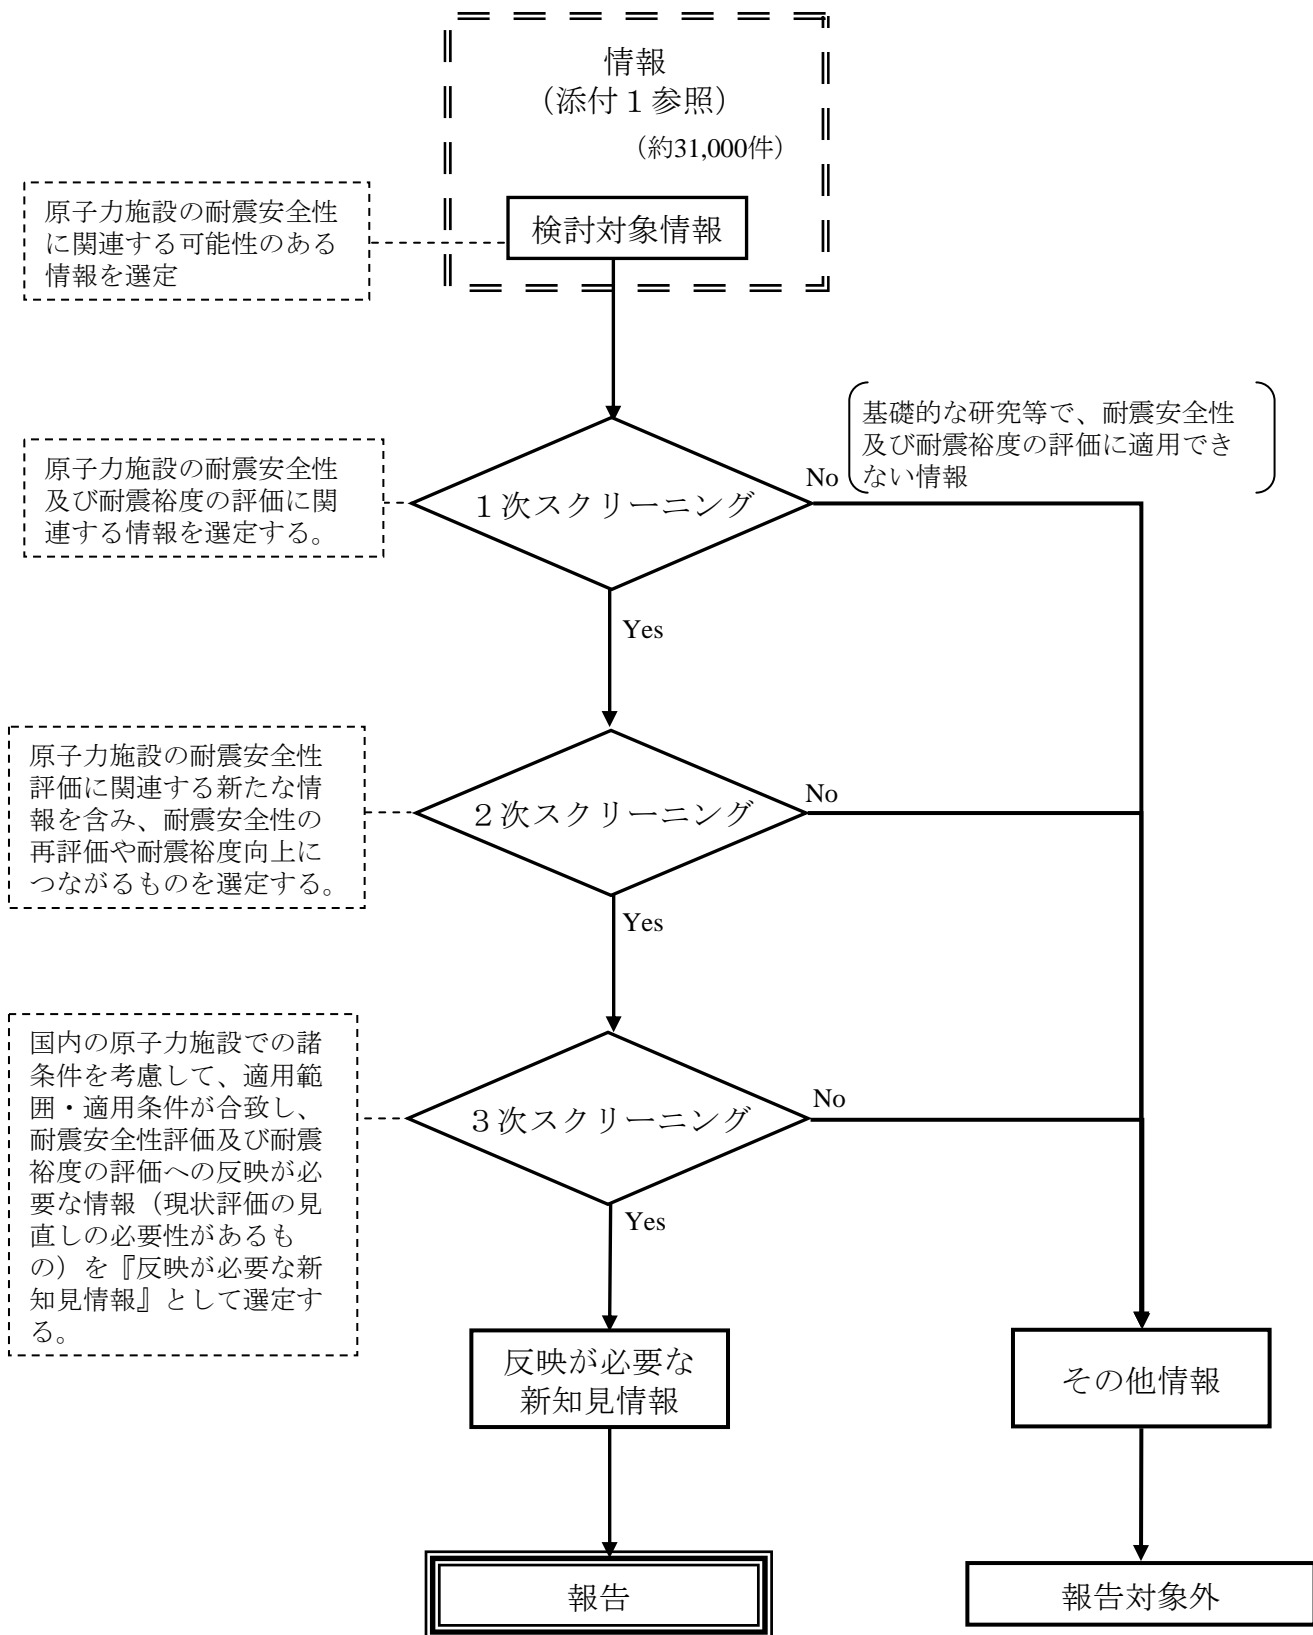 情報
（添付１参照）
（約31,000件）
検討対象情報
原子力施設の耐震安全性
に関連する可能性のある
情報を選定
基礎的な研究等で、耐震安全性
及び耐震裕度の評価に適用でき
ない情報
原子力施設の耐震安全性
及び耐震裕度の評価に関
連する情報を選定する。
１次スクリーニング
No
Yes
原子力施設の耐震安全性
評価に関連する新たな情
報を含み、耐震安全性の
再評価や耐震裕度向上に
つながるものを選定する。
２次スクリーニング
No
Yes
国内の原子力施設での諸
条件を考慮して、適用範
囲・適用条件が合致し、
耐震安全性評価及び耐震
裕度の評価への反映が必
要な情報（現状評価の見
直しの必要性があるも
の）を『反映が必要な新
知見情報』として選定す
る。
３次スクリーニング
No
Yes
反映が必要な
新知見情報
その他情報
報告
報告対象外